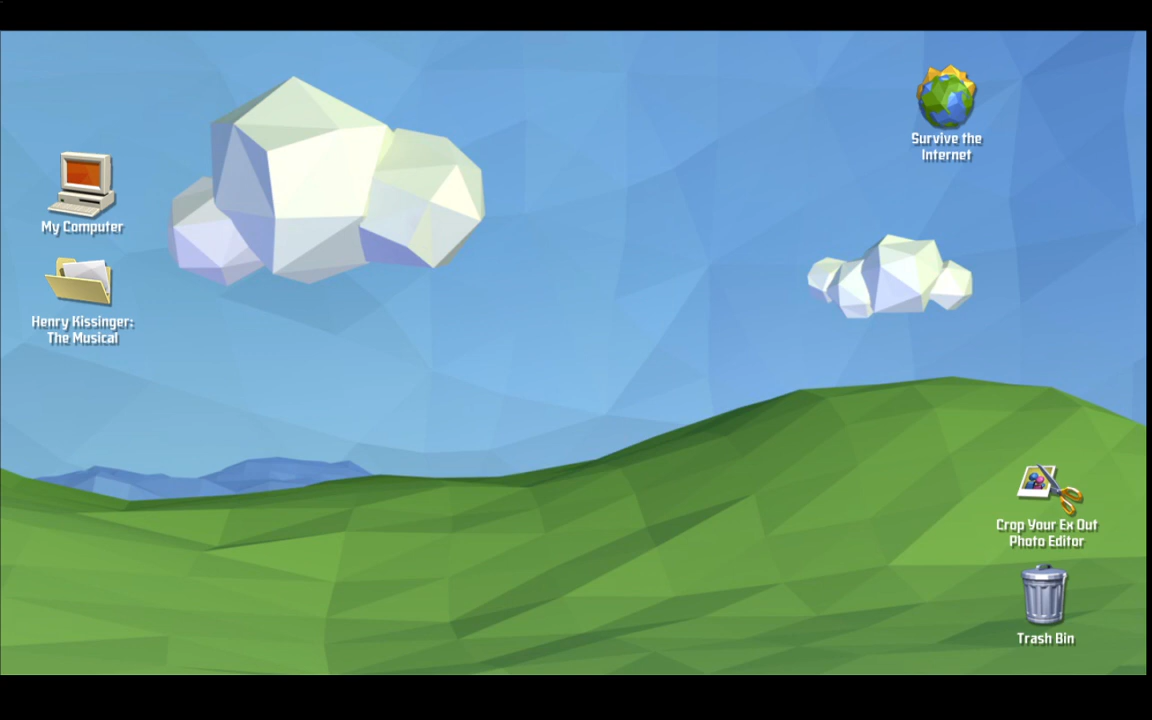 Survive the
Internet
My Computer
Henry Kissinger:
The Musical
Crop Your Ex Out
Photo Editor
Trash Bin